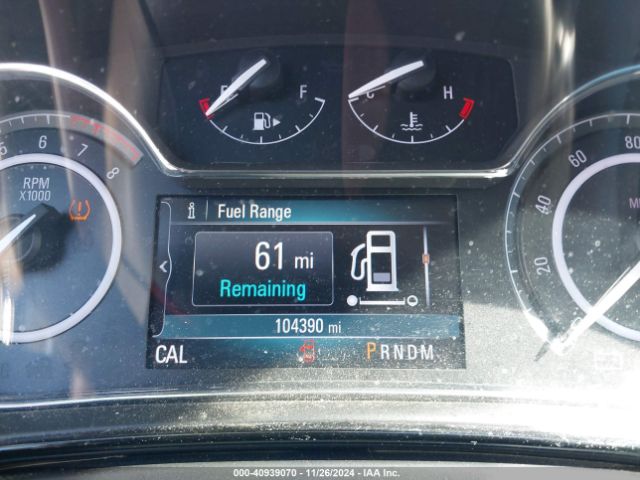 E F
C H
5 6 7 8
RPM
X1000
i Fuel Range
61 mi
Remaining
104390 mi
CAL
PRNDM
20 40 60 80
000-40939070 - 11/26/2024 - IAA Inc.